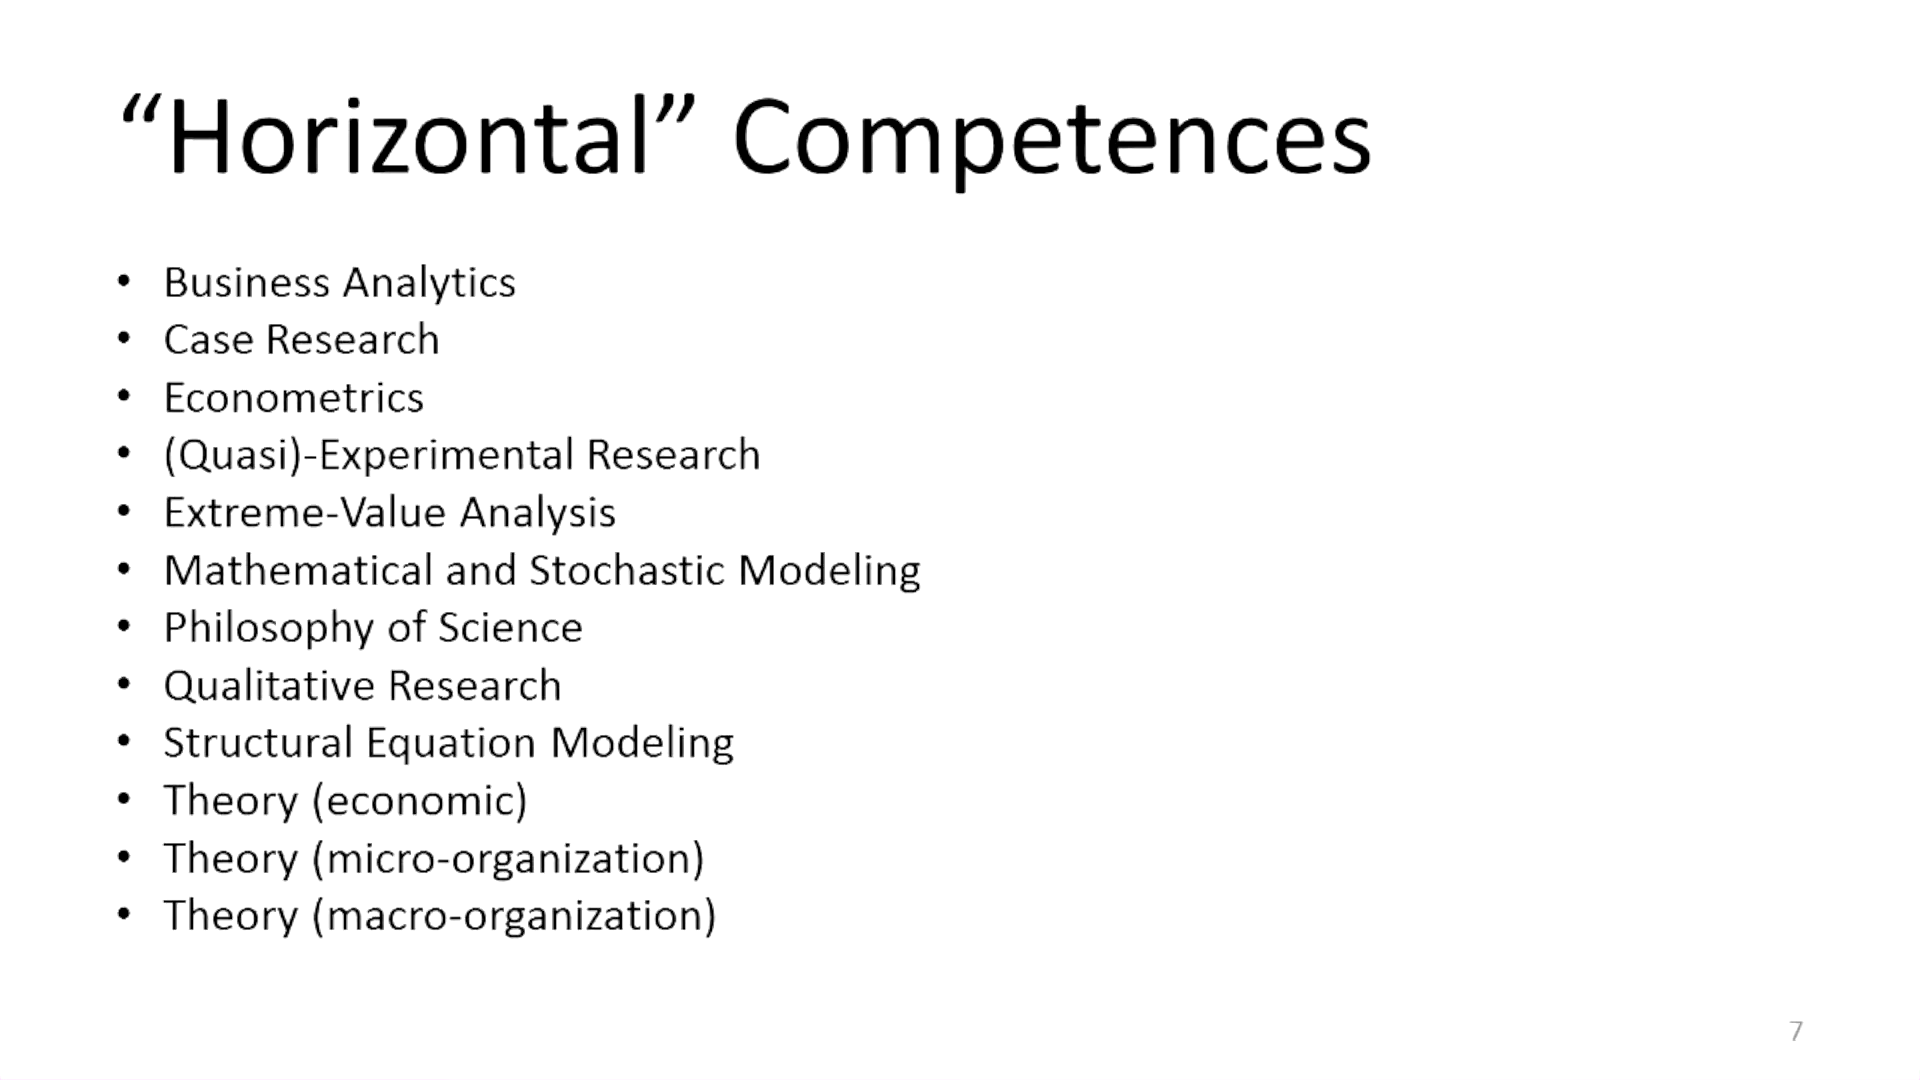 “Horizontal” Competences
• Business Analytics
• Case Research
• Econometrics
• (Quasi)-Experimental Research
• Extreme-Value Analysis
• Mathematical and Stochastic Modeling
• Philosophy of Science
• Qualitative Research
• Structural Equation Modeling
• Theory (economic)
• Theory (micro-organization)
• Theory (macro-organization)
7